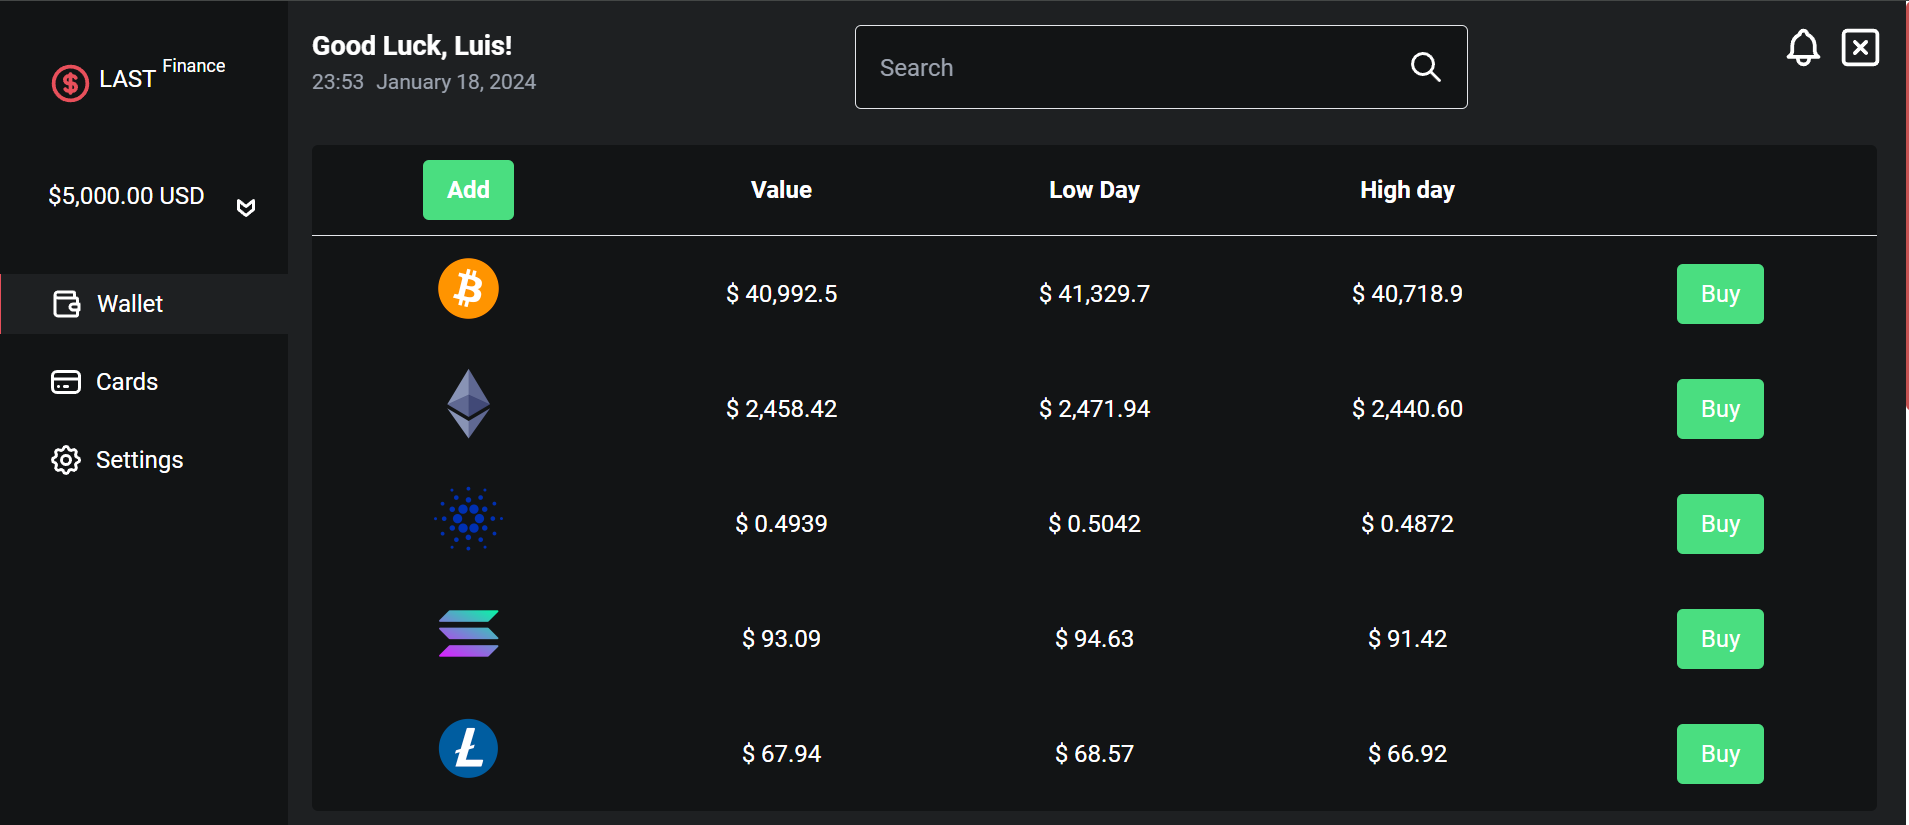 LAST Finance
$5,000.00 USD
Wallet
Cards
Settings
Good Luck, Luis!
23:53 January 18, 2024
Search
Add Value Low Day High day
$ 40,992.5 $ 41,329.7 $ 40,718.9 Buy
$ 2,458.42 $ 2,471.94 $ 2,440.60 Buy
$ 0.4939 $ 0.5042 $ 0.4872 Buy
$ 93.09 $ 94.63 $ 91.42 Buy
$ 67.94 $ 68.57 $ 66.92 Buy